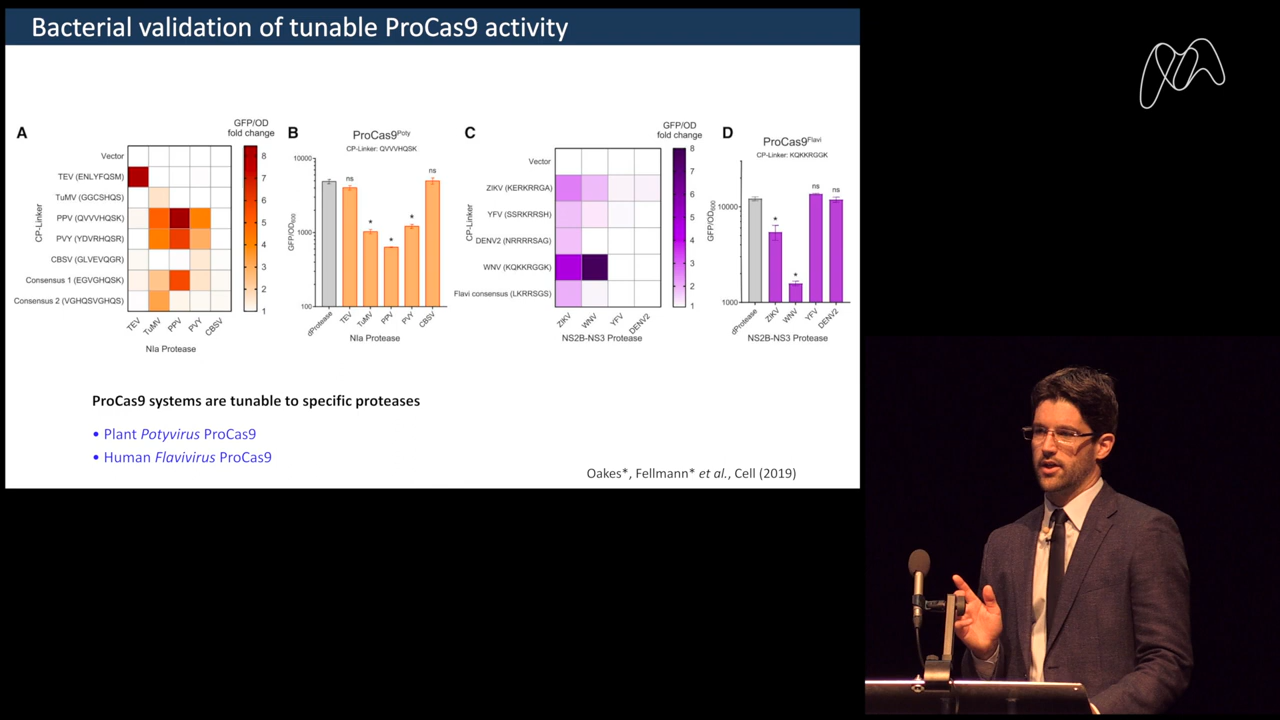 Bacterial validation of tunable ProCas9 activity
A
GFP/OD
fold change
CP-Linker
Vector
TEV (ENLYFQSM)
TuMV (GGCSHQS)
PPV (QVVVHQSK)
PVY (YDVRHQSR)
CBSV (GLVEVQGR)
Consensus 1 (EGVGHQSK)
Consensus 2 (VGHQSVGHQS)
8
7
6
5
4
3
2
1
TEV
TuMV
PPV
PVY
CBSV
NIa Protease
B
ProCas9Poty
CP-Linker: QVVVHQSK
GFP/OD600
10000
1000
100
ns
*
*
*
ns
dProtease
TEV
TuMV
PPV
PVY
CBSV
NIa Protease
C
GFP/OD
fold change
CP-Linker
Vector
ZIKV (KERKRRGA)
YFV (SSRKRRSH)
DENV2 (NRRRRSAG)
WNV (KQKKRGGK)
Flavi consensus (LKRRSGS)
8
7
6
5
4
3
2
1
ZIKV
WNV
YFV
DENV2
NS2B-NS3 Protease
D
ProCas9Flavi
CP-Linker: KQKKRGGK
GFP/OD600
10000
1000
*
*
ns
ns
dProtease
ZIKV
WNV
YFV
DENV2
NS2B-NS3 Protease
ProCas9 systems are tunable to specific proteases
• Plant Potyvirus ProCas9
• Human Flavivirus ProCas9
Oakes*, Fellmann* et al., Cell (2019)